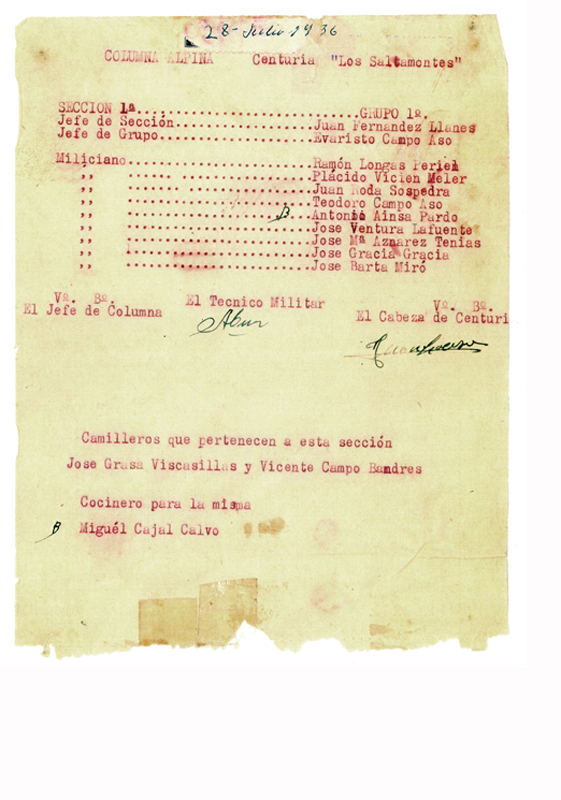 28-Julio-1936
COLUMNA ALPINA Centuria "Los Saltamontes"
SECCION 1ª................................GRUPO 1º.
Jefe de Sección....................Juan Fernandez Llanes
Jefe de Grupo......................Evaristo Campo Aso
Miliciano..........................Ramón Longas Periel
,, ..........................Plácido Vicien Meler
,, ..........................Juan Roda Sospedra
,, ..........................Teodoro Campo Aso
,, ..........................Antonio Ainsa Pardo
,, ..........................Jose Ventura Lafuente
,, ..........................Jose Mª Aznarez Tenias
,, ..........................Jose Gracia Gracia
,, ..........................Jose Barta Miró
Vº. Bº.
El Jefe de Columna
El Tecnico Militar
Vº. Bº.
El Cabeza de Centuri
Camilleros que pertenecen a esta sección
Jose Grasa Viscasillas y Vicente Campo Bandres
Cocinero para la misma
Miguél Cajal Calvo